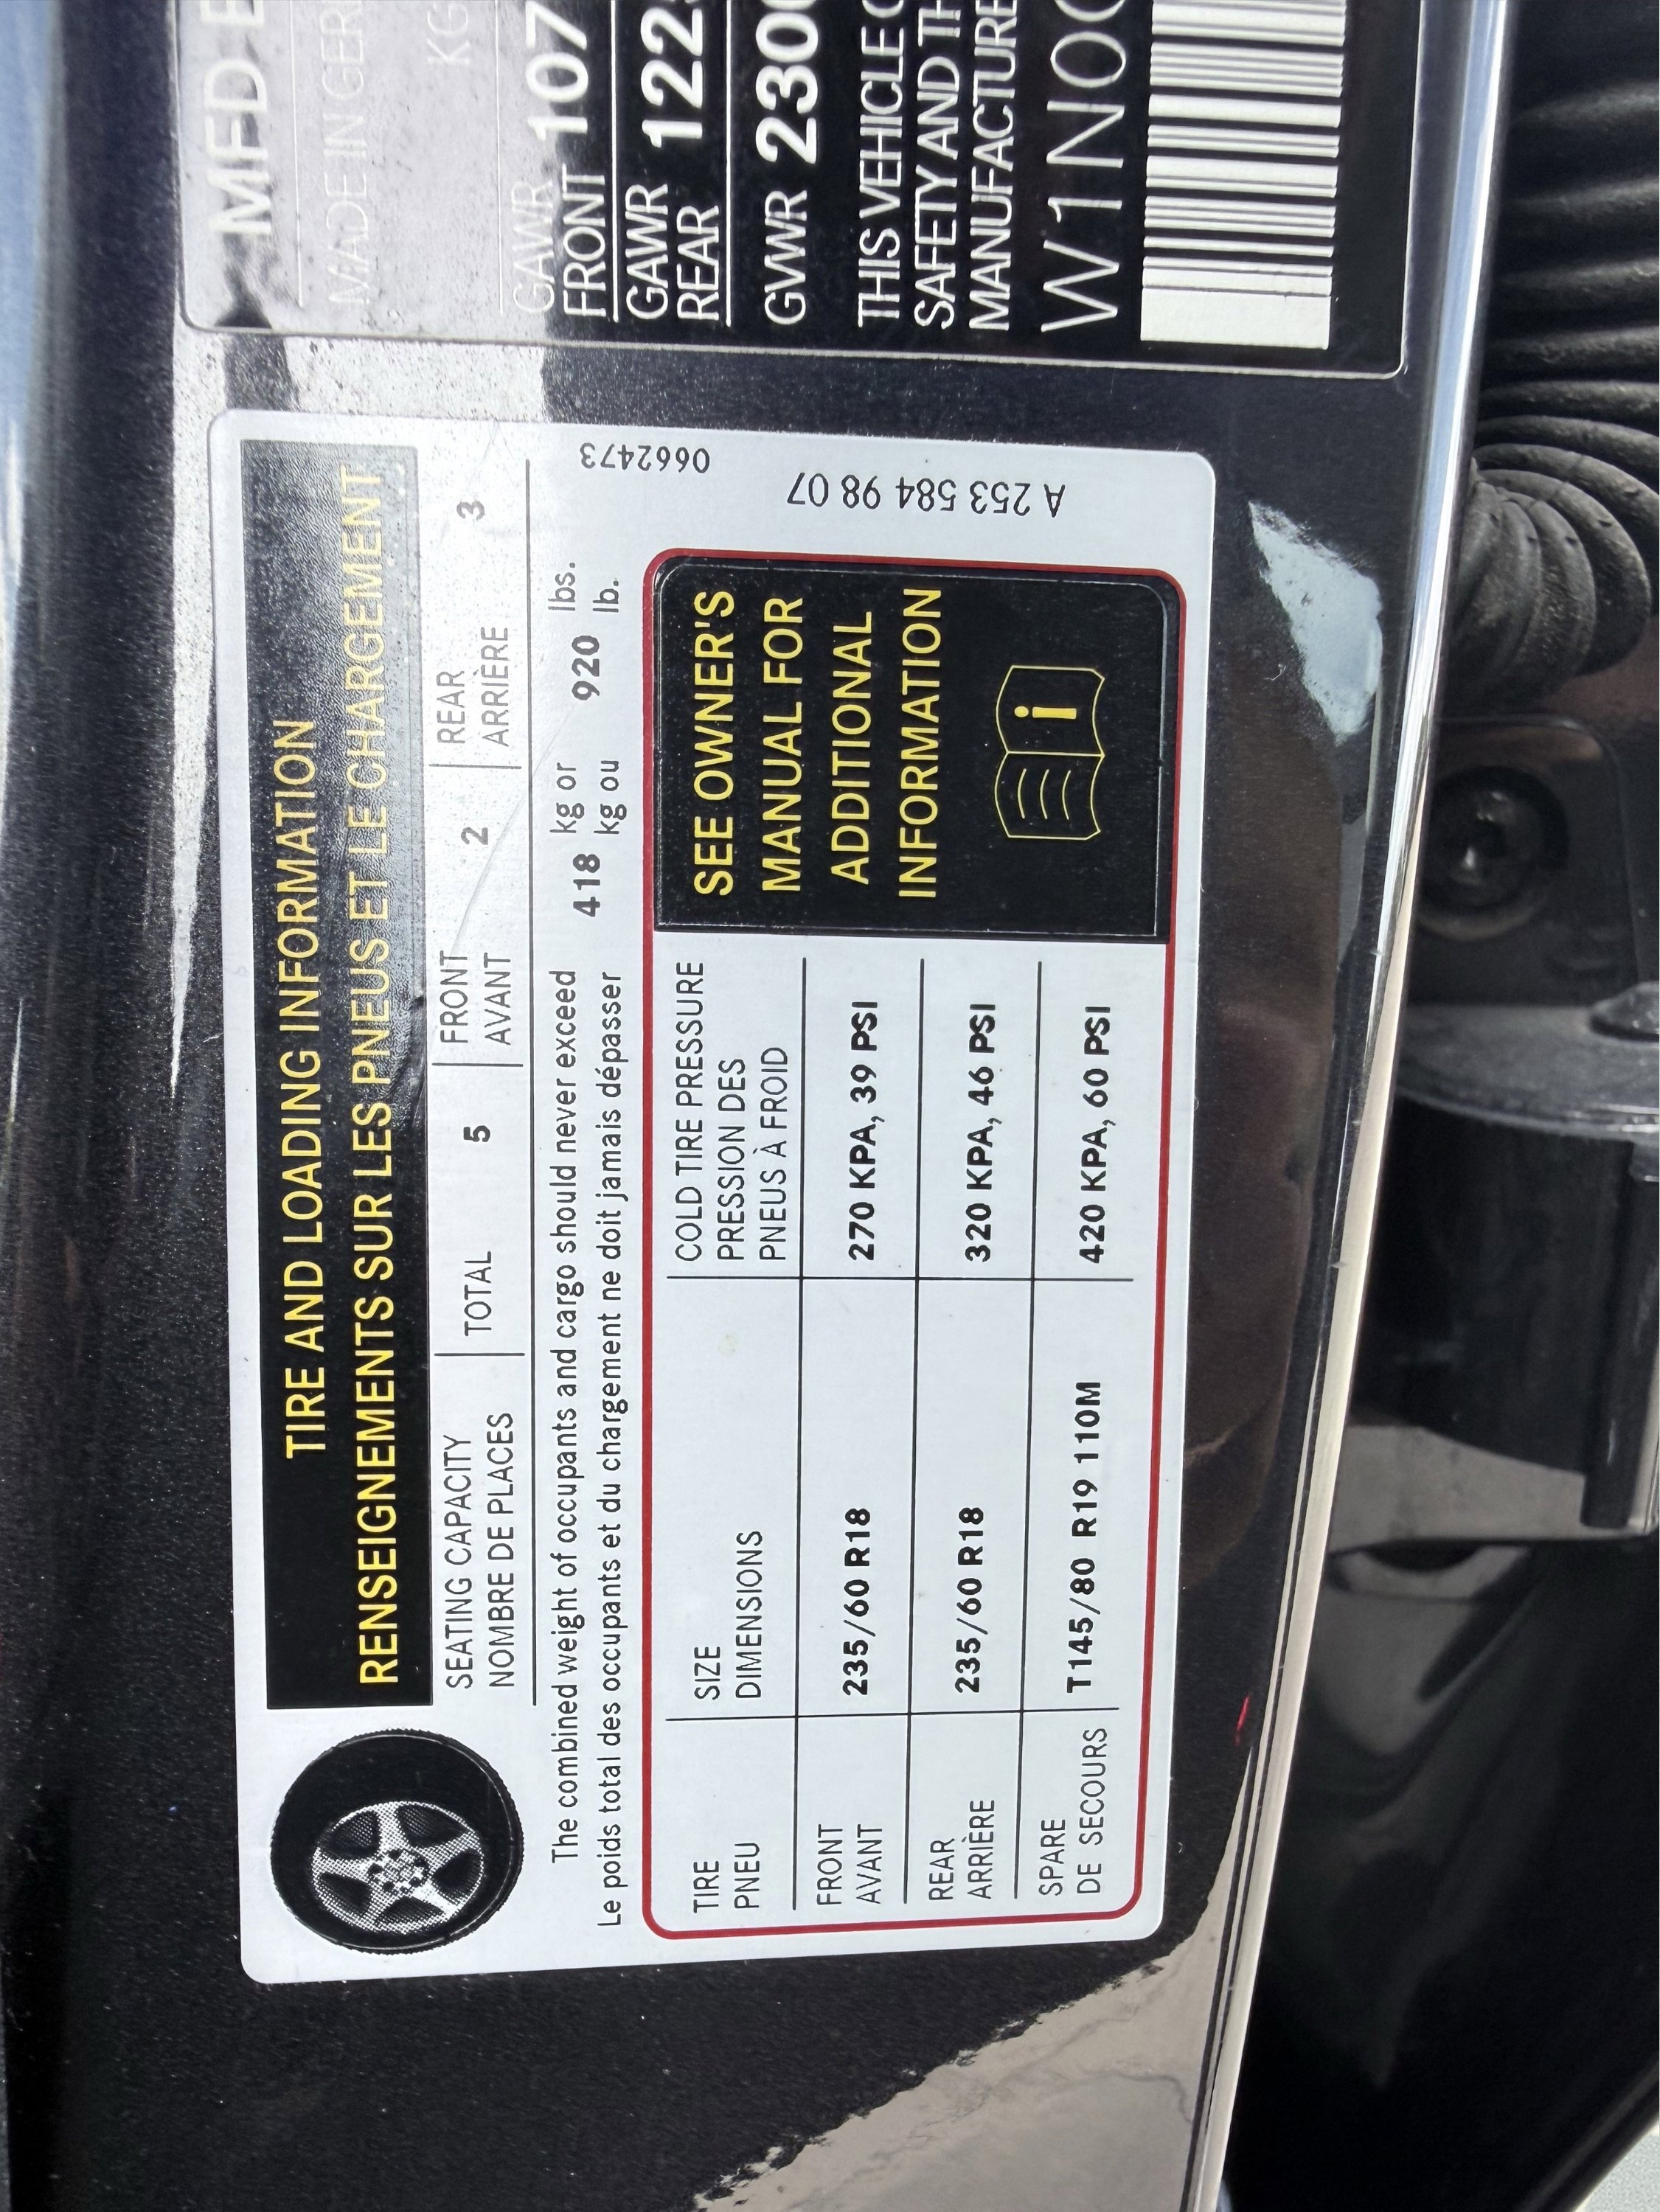 TIRE AND LOADING INFORMATION
RENSEIGNEMENTS SUR LES PNEUS ET LE CHARGEMENT
SEATING CAPACITY
NOMBRE DE PLACES
TOTAL 5
FRONT
AVANT 2
REAR
ARRIÈRE 3
The combined weight of occupants and cargo should never exceed 418 kg or 920 lbs.
Le poids total des occupants et du chargement ne doit jamais dépasser kg ou lb.
TIRE
PNEU
SIZE
DIMENSIONS
COLD TIRE PRESSURE
PRESSION DES
PNEUS À FROID
FRONT
AVANT
235/60 R18
270 KPA, 39 PSI
REAR
ARRIÈRE
235/60 R18
320 KPA, 46 PSI
SPARE
DE SECOURS
T145/80 R19 110M
420 KPA, 60 PSI
SEE OWNER'S
MANUAL FOR
ADDITIONAL
INFORMATION
i
0662473
A 253 584 98 07
MFD
MADE IN GER
KG
GAWR
FRONT 107
GAWR
REAR 122
GVWR 230
THIS VEHICLE
SAFETY AND TH
MANUFACTURE
W1N0